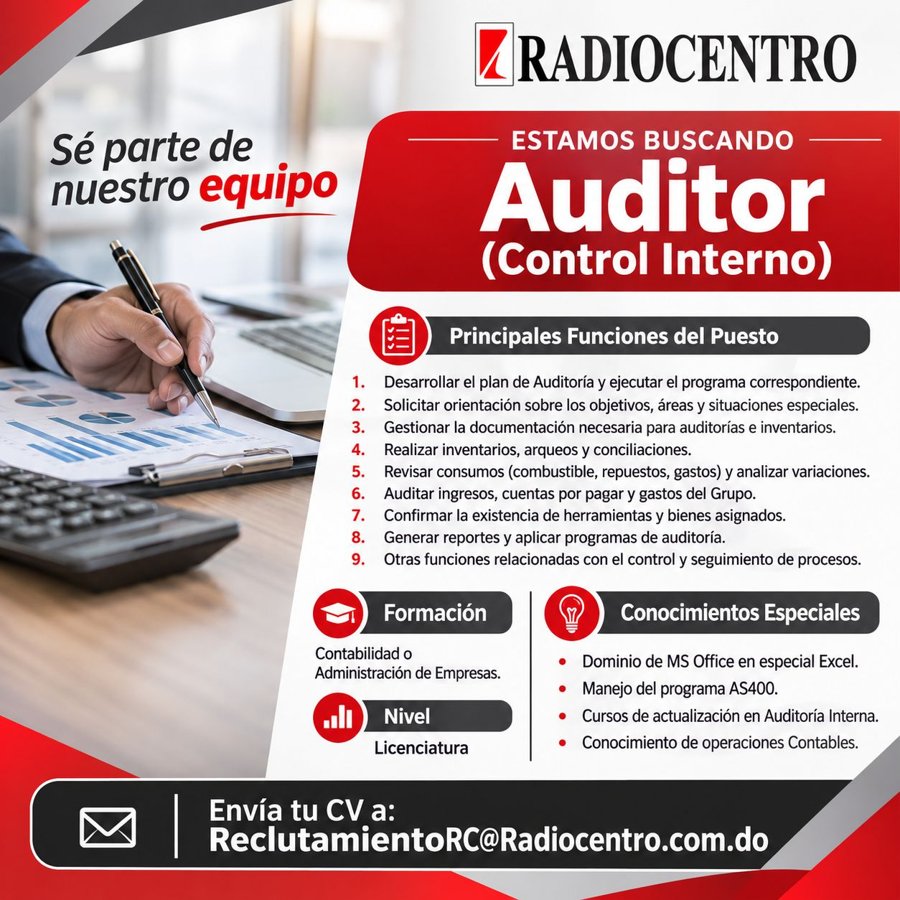 RADIOCENTRO
Sé parte de
nuestro equipo
ESTAMOS BUSCANDO
Auditor
(Control Interno)
Principales Funciones del Puesto
1. Desarrollar el plan de Auditoría y ejecutar el programa correspondiente.
2. Solicitar orientación sobre los objetivos, áreas y situaciones especiales.
3. Gestionar la documentación necesaria para auditorías e inventarios.
4. Realizar inventarios, arqueos y conciliaciones.
5. Revisar consumos (combustible, repuestos, gastos) y analizar variaciones.
6. Auditar ingresos, cuentas por pagar y gastos del Grupo.
7. Confirmar la existencia de herramientas y bienes asignados.
8. Generar reportes y aplicar programas de auditoría.
9. Otras funciones relacionadas con el control y seguimiento de procesos.
Formación
Contabilidad o
Administración de Empresas.
Nivel
Licenciatura
Conocimientos Especiales
• Dominio de MS Office en especial Excel.
• Manejo del programa AS400.
• Cursos de actualización en Auditoría Interna.
• Conocimiento de operaciones Contables.
Envía tu CV a:
ReclutamientoRC@Radiocentro.com.do